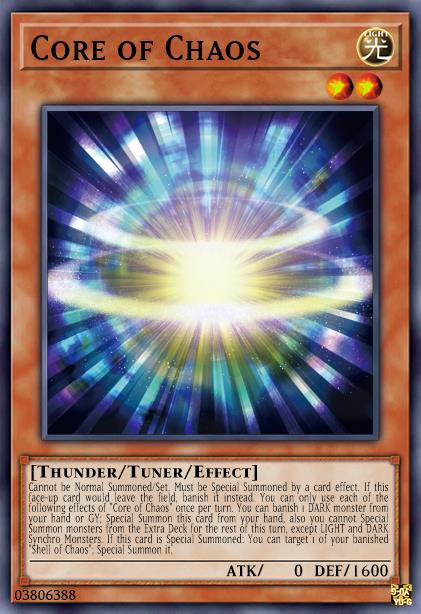 CORE OF CHAOS
LIGHT
光
[THUNDER/TUNER/EFFECT]
Cannot be Normal Summoned/Set. Must be Special Summoned by a card effect. If this
face-up card would leave the field, banish it instead. You can only use each of the
following effects of "Core of Chaos" once per turn. You can banish 1 DARK monster from
your hand or GY; Special Summon this card from your hand, also you cannot Special
Summon monsters from the Extra Deck for the rest of this turn, except LIGHT and DARK
Synchro Monsters. If this card is Special Summoned: You can target 1 of your banished
"Shell of Chaos"; Special Summon it.
ATK/ 0 DEF/1600
03806388